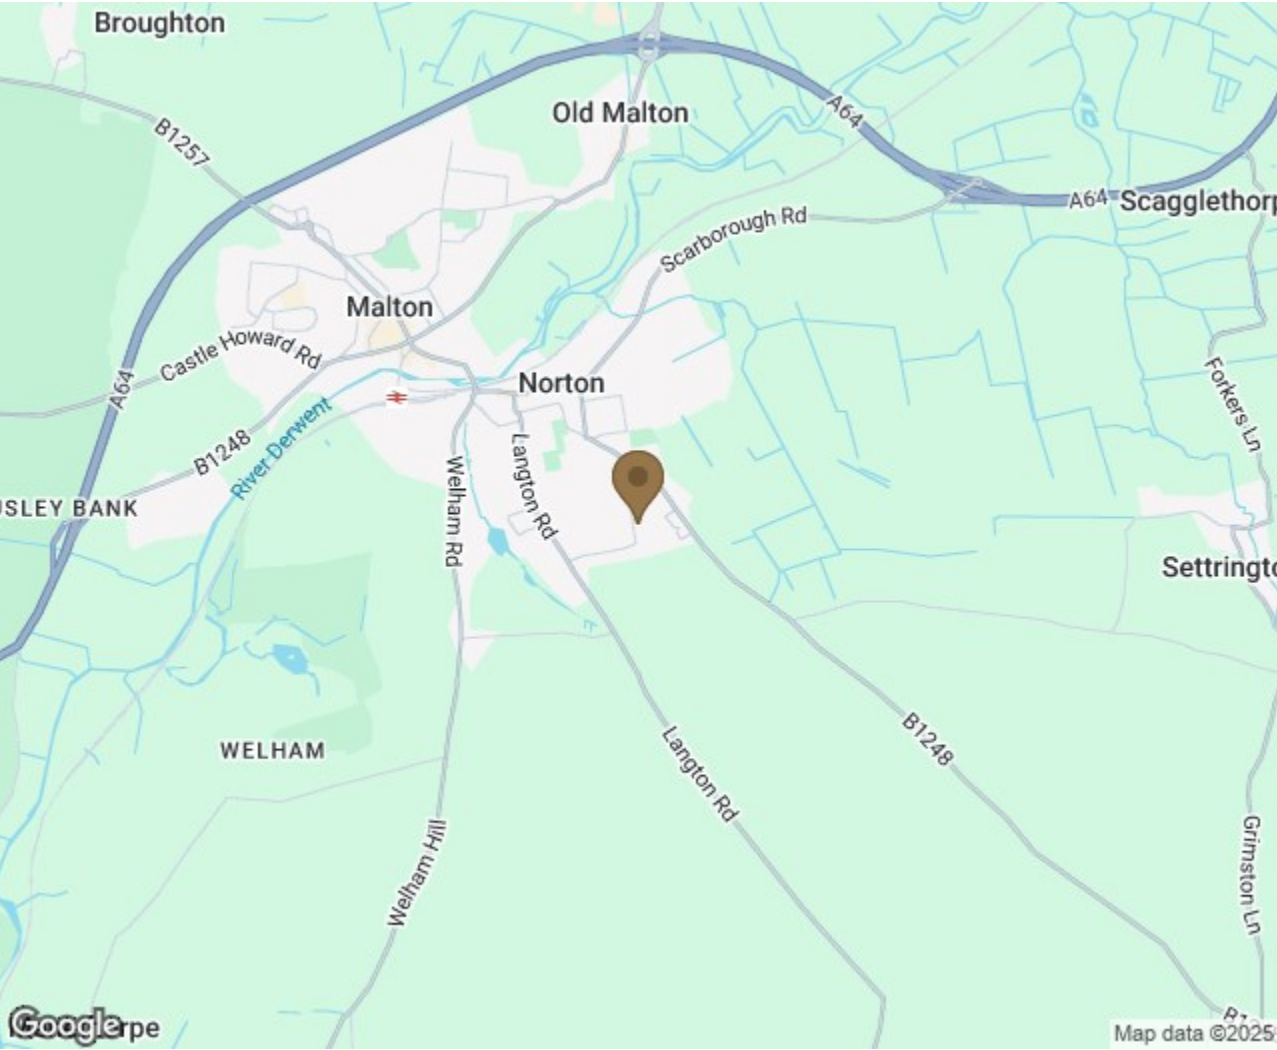 Broughton
Old Malton
A64
B1257
A64
Scagglethorp
Scarborough Rd
Malton
Castle Howard Rd
Norton
A64
Forkers Ln
River Derwent
B1248
Langton Rd
Welham Rd
USLEY BANK
Settringto
WELHAM
B1248
Langton Rd
Welham Hill
Grimston Ln
Google
rpe
Map data ©2025